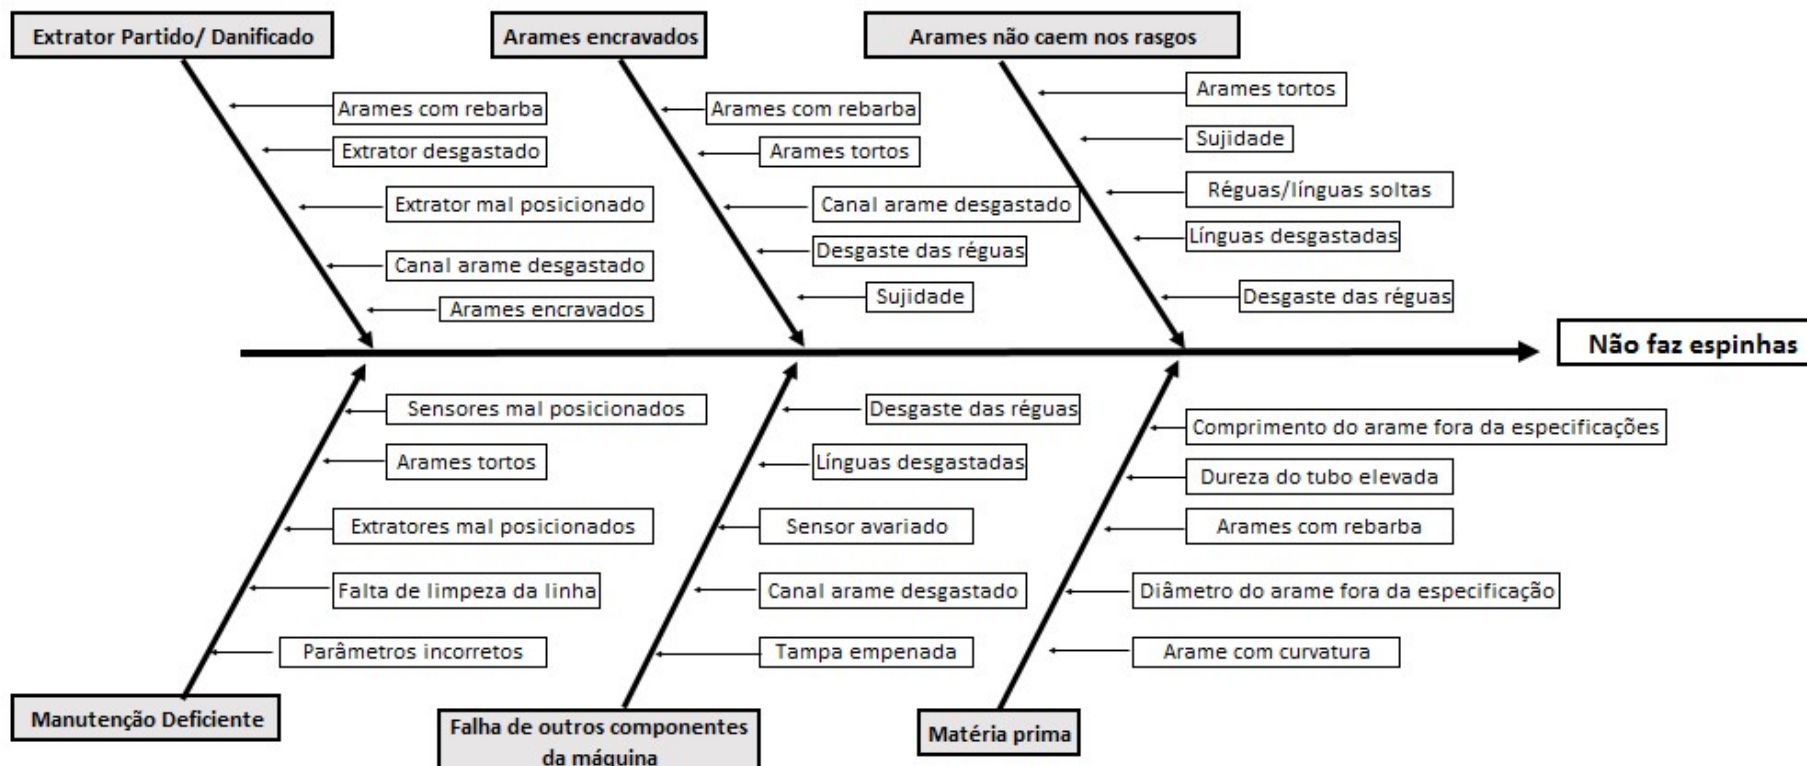 Extrator Partido/ Danificado
Arames com rebarba
Extrator desgastado
Extrator mal posicionado
Canal arame desgastado
Arames encravados
Arames encravados
Arames com rebarba
Arames tortos
Canal arame desgastado
Desgaste das réguas
Sujidade
Arames não caem nos rasgos
Arames tortos
Sujidade
Réguas/línguas soltas
Línguas desgastadas
Desgaste das réguas
Não faz espinhas
Sensores mal posicionados
Arames tortos
Extratores mal posicionados
Falta de limpeza da linha
Parâmetros incorretos
Manutenção Deficiente
Desgaste das réguas
Línguas desgastadas
Sensor avariado
Canal arame desgastado
Tampa empenada
Falha de outros componentes
da máquina
Comprimento do arame fora da especificações
Dureza do tubo elevada
Arames com rebarba
Diâmetro do arame fora da especificação
Arame com curvatura
Matéria prima